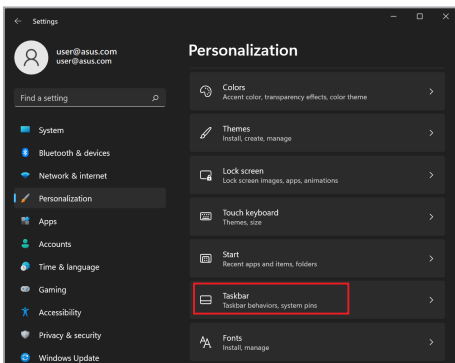 Settings
user@asus.com
user@asus.com
Find a setting
System
Bluetooth & devices
Network & internet
Personalization
Apps
Accounts
Time & language
Gaming
Accessibility
Privacy & security
Windows Update
Personalization
Colors
Accent color, transparency effects, color theme
Themes
Install, create, manage
Lock screen
Lock screen images, apps, animations
Touch keyboard
Themes, size
Start
Recent apps and items, folders
Taskbar
Taskbar behaviors, system pins
Fonts
Install, manage